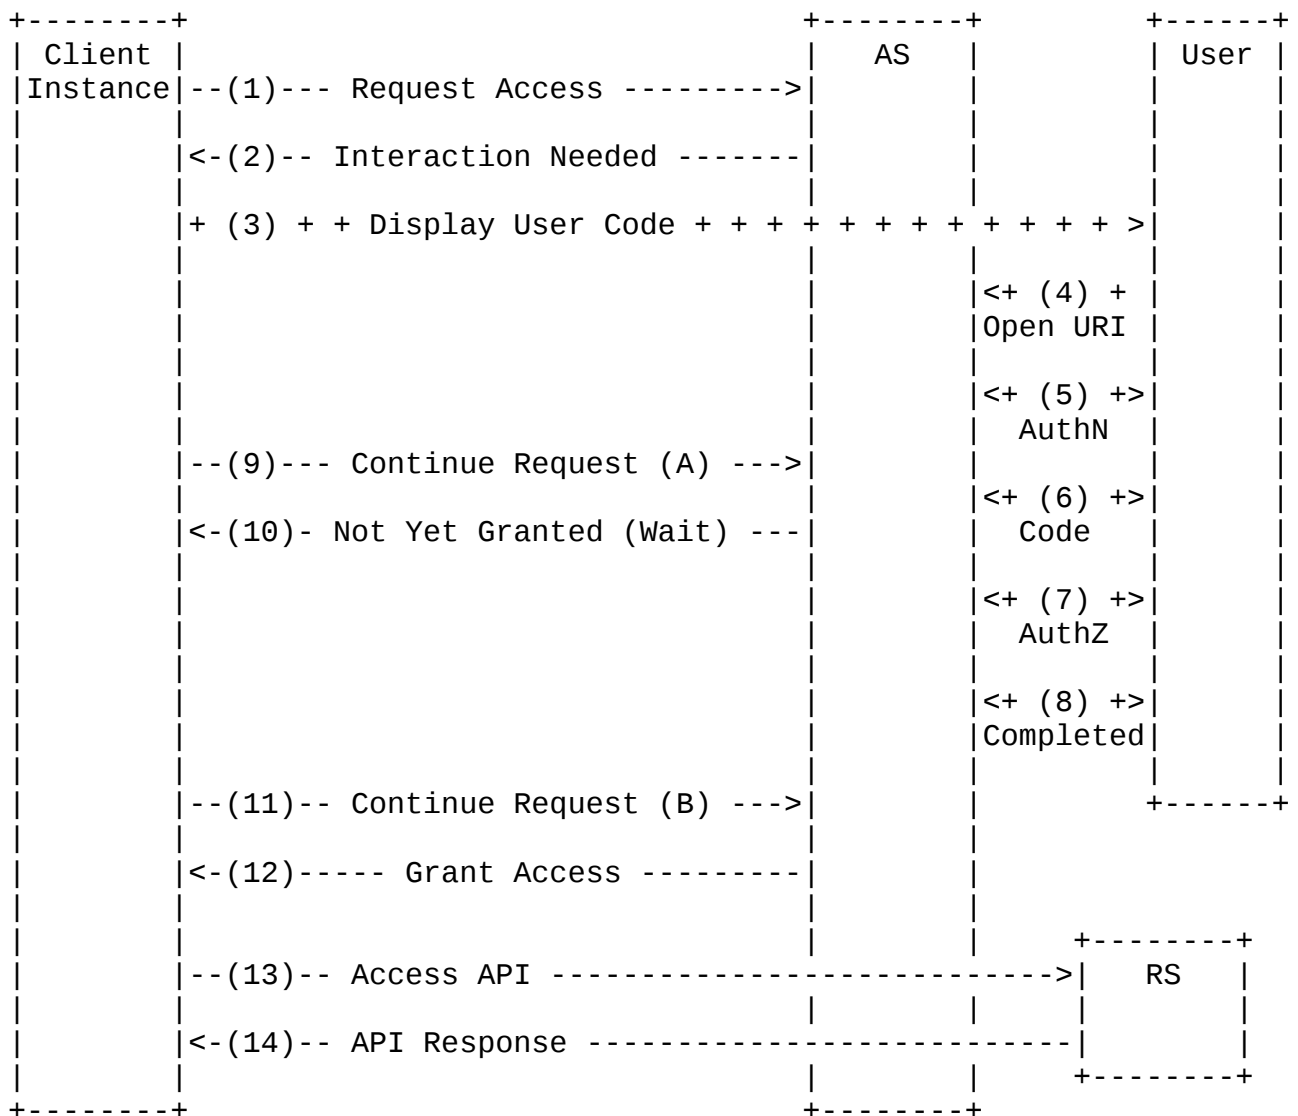 +--------+                                  +--------+         +------+
| Client |                                  |   AS   |         | User |
|Instance|--(1)--- Request Access --------->|        |         |      |
|        |                                  |        |         |      |
|        |<-(2)-- Interaction Needed -------|        |         |      |
|        |                                  |        |         |      |
|        |+ (3) + + Display User Code + + + + + + + + + + + + >|      |
|        |                                  |        |         |      |
|        |                                  |        |<+ (4) + |      |
|        |                                  |        |Open URI |      |
|        |                                  |        |         |      |
|        |                                  |        |<+ (5) +>|      |
|        |                                  |        |  AuthN  |      |
|        |--(9)--- Continue Request (A) --->|        |         |      |
|        |                                  |        |<+ (6) +>|      |
|        |<-(10)- Not Yet Granted (Wait) ---|        |  Code   |      |
|        |                                  |        |         |      |
|        |                                  |        |<+ (7) +>|      |
|        |                                  |        |  AuthZ  |      |
|        |                                  |        |         |      |
|        |                                  |        |<+ (8) +>|      |
|        |                                  |        |Completed|      |
|        |                                  |        |         |      |
|        |--(11)-- Continue Request (B) --->|        |         +------+
|        |                                  |        |
|        |<-(12)----- Grant Access ---------|        |
|        |                                  |        |
|        |                                  |        |     +--------+
|        |--(13)-- Access API ---------------------------->|   RS   |
|        |                                  |        |     |        |
|        |<-(14)-- API Response ---------------------------|        |
|        |                                  |        |     +--------+
+--------+                                  +--------+